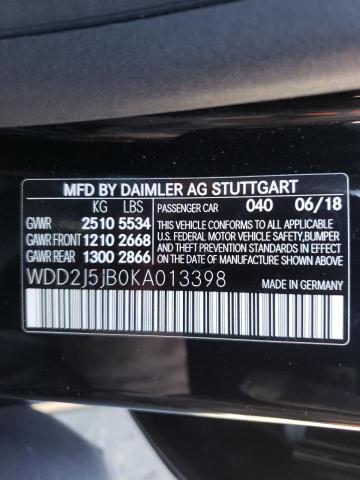 MFD BY DAIMLER AG STUTTGART
KG LBS PASSENGER CAR 040 06/18
GVWR 2510 5534
GAWR FRONT 1210 2668
GAWR REAR 1300 2866
THIS VEHICLE CONFORMS TO ALL APPLICABLE
U.S. FEDERAL MOTOR VEHICLE SAFETY, BUMPER
AND THEFT PREVENTION STANDARDS IN EFFECT
ON THE DATE OF MANUFACTURE SHOWN ABOVE
WDD2J5JB0KA013398 MADE IN GERMANY